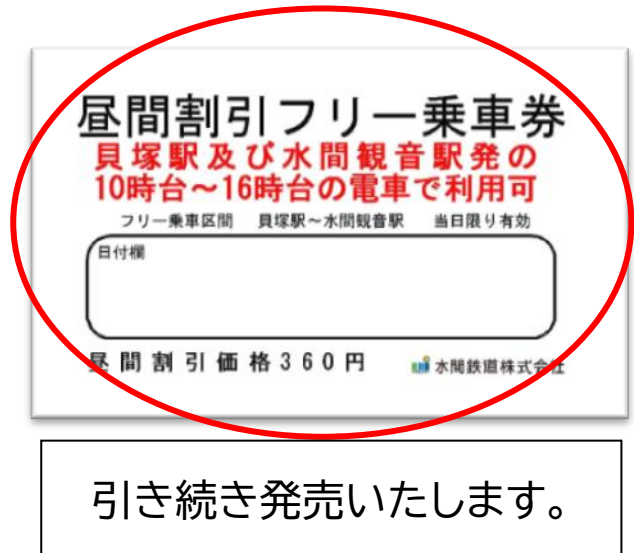 昼間割引フリー乗車券
貝塚駅及び水間観音駅発の
10時台～16時台の電車で利用可
フリー乗車区間　貝塚駅～水間観音駅　当日限り有効
日付欄
昼間割引価格360円　水間鉄道株式会社
引き続き発売いたします。